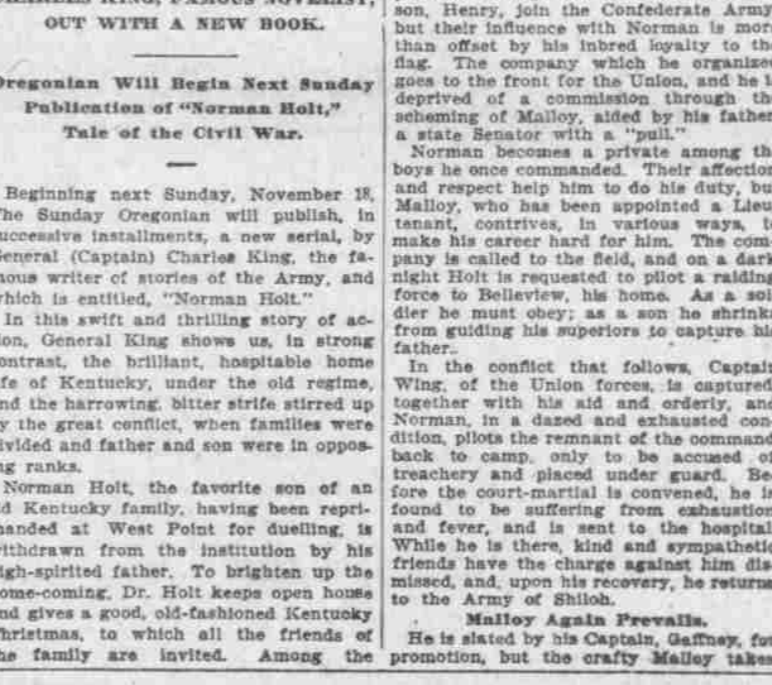 OUT WITH A NEW BOOK.
Oregonian Will Begin Next Sunday
Publication of "Norman Holt,"
Tale of the Civil War.
Beginning next Sunday, November 18,
The Sunday Oregonian will publish, in
successive installments, a new serial, by
General (Captain) Charles King, the fa-
mous writer of stories of the Army, and
which is entitled, "Norman Holt."
In this swift and thrilling story of ac-
ion, General King shows us, in strong
contrast, the brilliant, hospitable home
ife of Kentucky, under the old regime,
and the harrowing, bitter strife stirred up
by the great conflict, when families were
divided and father and son were in oppos-
ng ranks.
Norman Holt, the favorite son of an
ld Kentucky family, having been repri-
manded at West Point for duelling, is
withdrawn from the institution by his
igh-spirited father. To brighten up the
ome-coming, Dr. Holt keeps open house
and gives a good, old-fashioned Kentucky
Christmas, to which all the friends of
the family are invited. Among the
son, Henry, join the Confederate Army
but their influence with Norman is mor
than offset by his inbred loyalty to th
flag. The company which he organize
goes to the front for the Union, and he i
deprived of a commission through th
scheming of Malloy, aided by his father
a state Senator with a "pull."
Norman becomes a private among th
boys he once commanded. Their affection
and respect help him to do his duty, bu
Malloy, who has been appointed a Lieu
tenant, contrives, in various ways, t
make his career hard for him. The com
pany is called to the field, and on a dark
night Holt is requested to pilot a raiding
force to Belleview, his home. As a sol
dier he must obey; as a son he shrinks
from guiding his superiors to capture his
father.
In the conflict that follows, Captain
Wing, of the Union forces, is captured
together with his aid and orderly, and
Norman, in a dazed and exhausted con
dition, pilots the remnant of the command
back to camp, only to be accused of
treachery and placed under guard. Be
fore the court-martial is convened, he is
found to be suffering from exhaustion
and fever, and is sent to the hospital
While he is there, kind and sympathetic
friends have the charge against him dis
missed, and, upon his recovery, he returns
to the Army of Shiloh.
Malloy Again Prevails.
He is slated by his Captain, Gaffney, for
promotion, but the crafty Malloy takes